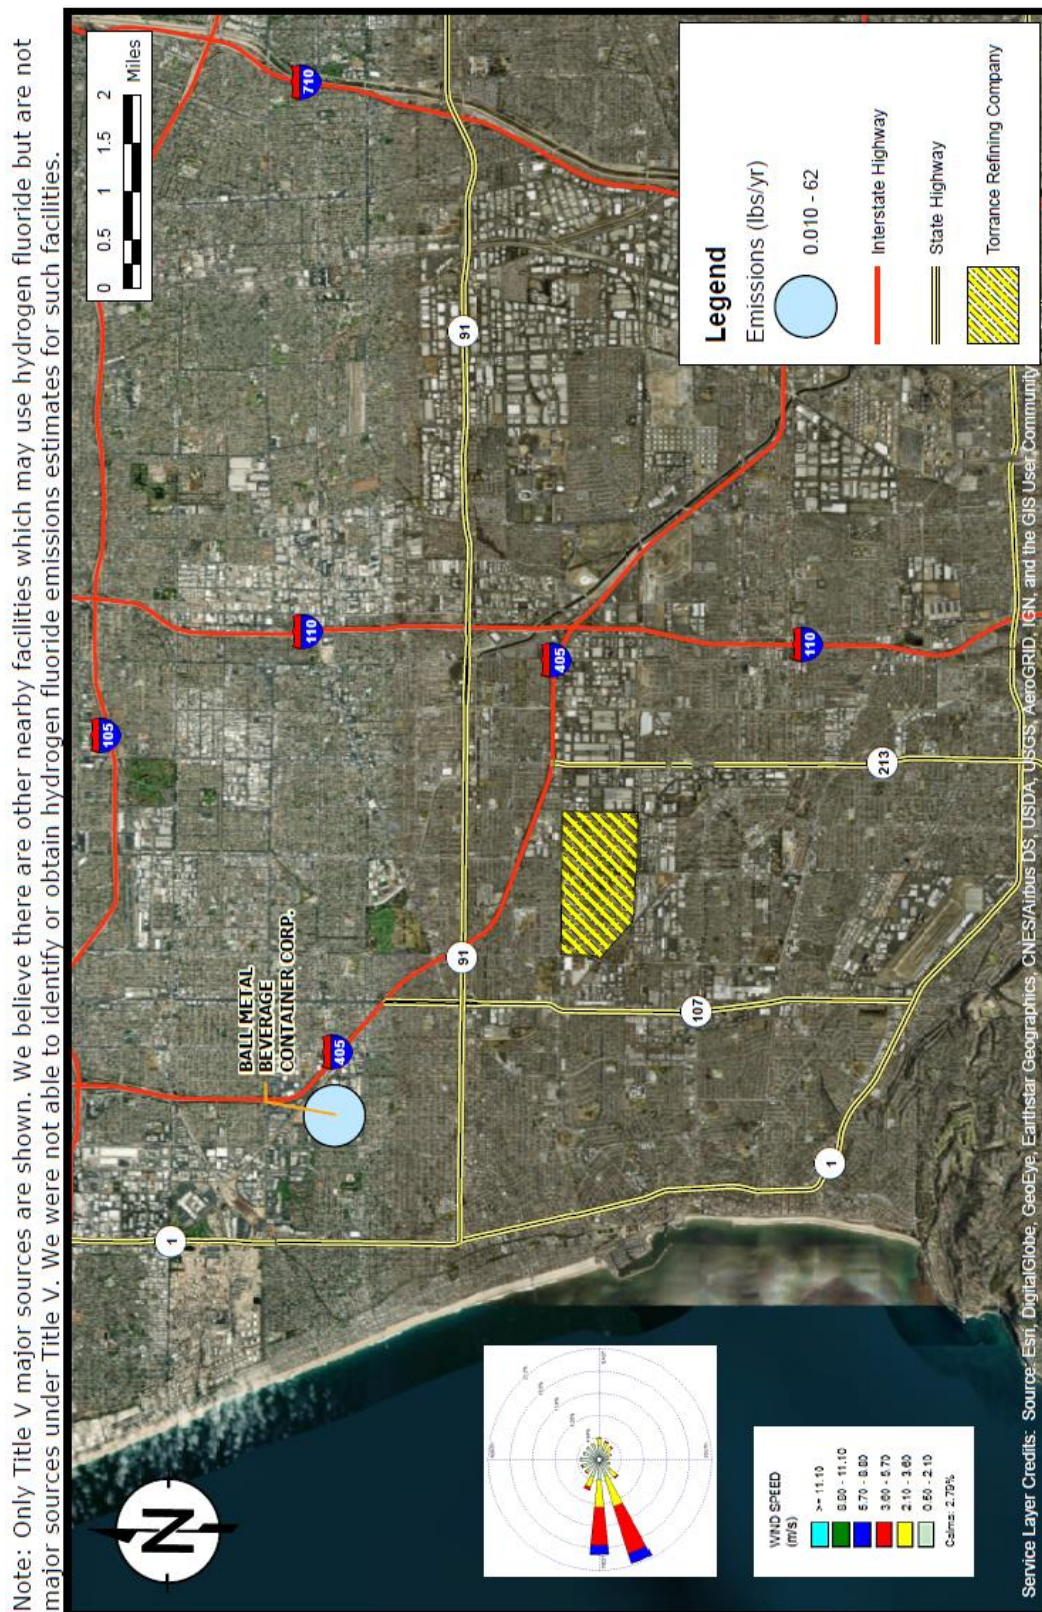 Note: Only Title V major sources are shown. We believe there are other nearby facilities which may use hydrogen fluoride but are not
major sources under Title V. We were not able to identify or obtain hydrogen fluoride emissions estimates for such facilities.
N
0 0.5 1 1.5 2
Miles
105
710
110
BALL METAL
BEVERAGE
CONTAINER CORP.
405
1
91
91
405
107
213
110
1
WIND SPEED
(m/s)
>= 11.10
8.80 - 11.10
5.70 - 8.80
3.60 - 5.70
2.10 - 3.60
0.50 - 2.10
Calms: 2.79%
Legend
Emissions (lbs/yr)
0.010 - 62
Interstate Highway
State Highway
Torrance Refining Company
Service Layer Credits: Source: Esri, DigitalGlobe, GeoEye, Earthstar Geographics, CNES/Airbus DS, USDA, USGS, AeroGRID, IGN, and the GIS User Community